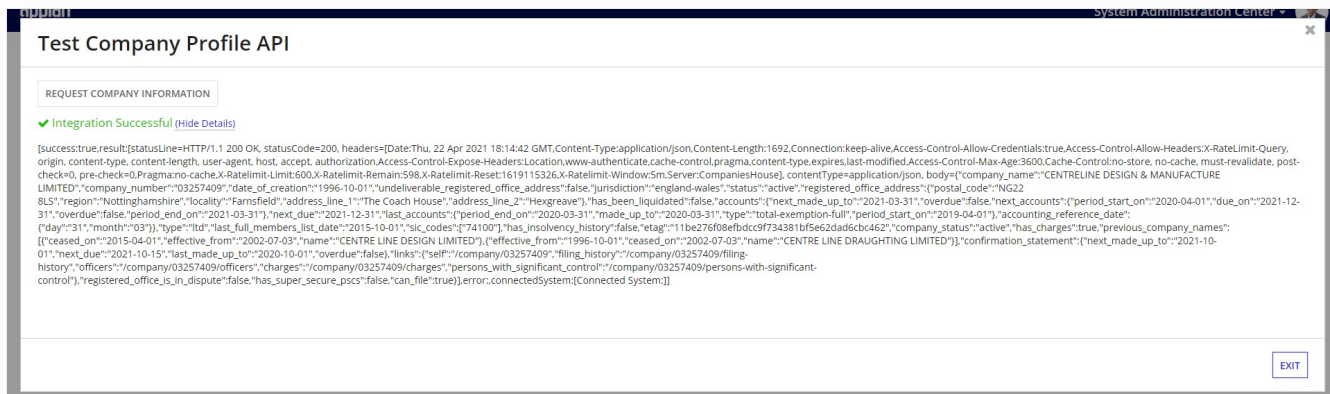 appian
System Administration Center
Test Company Profile API
REQUEST COMPANY INFORMATION
Integration Successful (Hide Details)
[success:true,result:[statusLine=HTTP/1.1 200 OK, statusCode=200, headers=[Date:Thu, 22 Apr 2021 18:14:42 GMT,Content-Type:application/json,Content-Length:1692,Connection:keep-alive,Access-Control-Allow-Credentials:true,Access-Control-Allow-Headers:X-RateLimit-Query,
origin, content-type, content-length, user-agent, host, accept, authorization,Access-Control-Expose-Headers:Location,www-authenticate,cache-control,pragma,content-type,expires,last-modified,Access-Control-Max-Age:3600,Cache-Control:no-store, no-cache, must-revalidate, post-
check=0, pre-check=0,Pragma:no-cache,X-Ratelimit-Limit:600,X-Ratelimit-Remain:598,X-Ratelimit-Reset:1619115326,X-Ratelimit-Window:5m,Server:CompaniesHouse], contentType=application/json, body={"company_name":"CENTRELINE DESIGN & MANUFACTURE
LIMITED","company_number":"03257409","date_of_creation":"1996-10-01","undeliverable_registered_office_address":false,"jurisdiction":"england-wales","status":"active","registered_office_address":{"postal_code":"NG22
8LS","region":"Nottinghamshire","locality":"Farnsfield","address_line_1":"The Coach House","address_line_2":"Hexgreave"},"has_been_liquidated":false,"accounts":{"next_made_up_to":"2021-03-31","overdue":false,"next_accounts":{"period_start_on":"2020-04-01","due_on":"2021-12-
31","overdue":false,"period_end_on":"2021-03-31"},"next_due":"2021-12-31","last_accounts":{"period_end_on":"2020-03-31","made_up_to":"2020-03-31","type":"total-exemption-full","period_start_on":"2019-04-01"},"accounting_reference_date":
{"day":"31","month":"03"}},"type":"ltd","last_full_members_list_date":"2015-10-01","sic_codes":["74100"],"has_insolvency_history":false,"etag":"11be276f08efbdcc9f734381bf5e62dad6cbc462","company_status":"active","has_charges":true,"previous_company_names":
[{"ceased_on":"2015-04-01","effective_from":"2002-07-03","name":"CENTRE LINE DESIGN LIMITED"},{"effective_from":"1996-10-01","ceased_on":"2002-07-03","name":"CENTRE LINE DRAUGHTING LIMITED"}],"confirmation_statement":{"next_made_up_to":"2021-10-
01","next_due":"2021-10-15","last_made_up_to":"2020-10-01","overdue":false},"links":{"self":"/company/03257409","filing_history":"/company/03257409/filing-
history","officers":"/company/03257409/officers","charges":"/company/03257409/charges","persons_with_significant_control":"/company/03257409/persons-with-significant-
control"},"registered_office_is_in_dispute":false,"has_super_secure_pscs":false,"can_file":true}],error:,connectedSystem:[Connected System:]]
EXIT